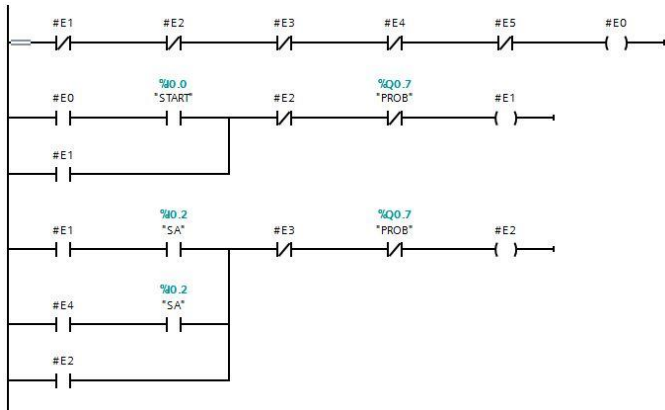 #E1 #E2 #E3 #E4 #E5 #E0
%I0.0 %Q0.7
#E0 "START" #E2 "PROB" #E1
#E1
%I0.2 %Q0.7
#E1 "SA" #E3 "PROB" #E2
%I0.2
#E4 "SA"
#E2